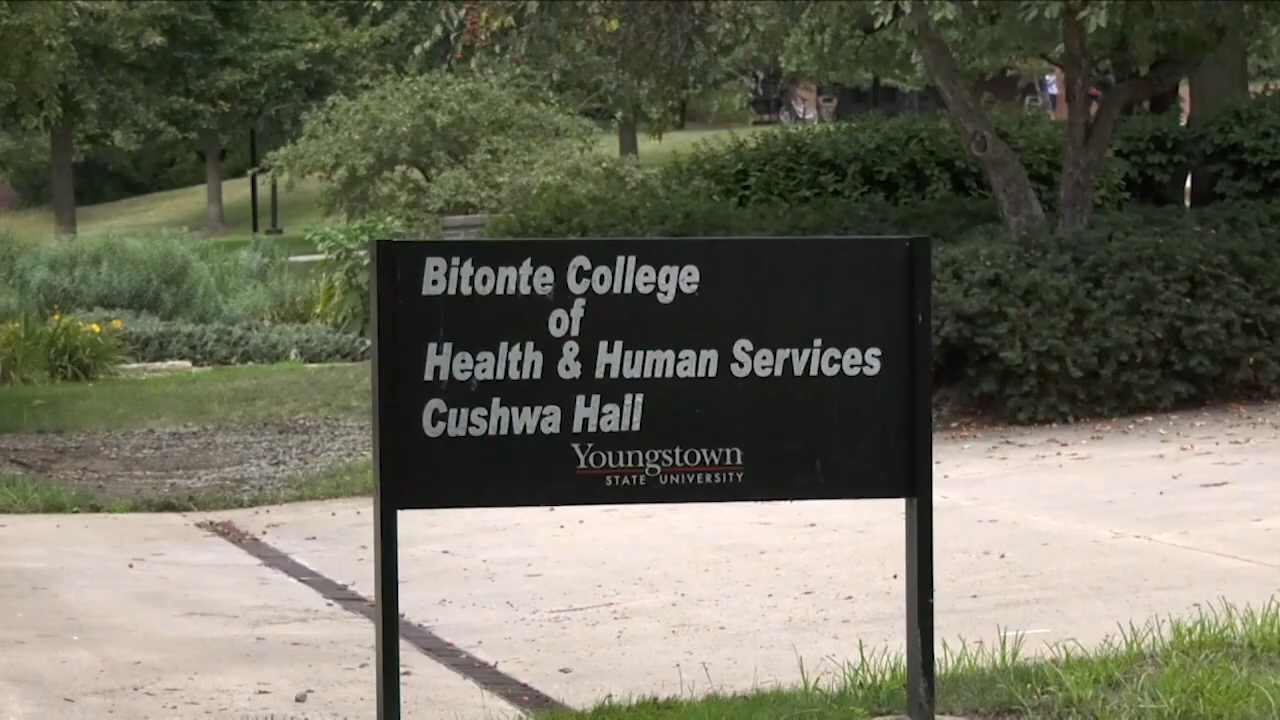 Bitonte College
of
Health & Human Services
Cushwa Hall
Youngstown
STATE UNIVERSITY